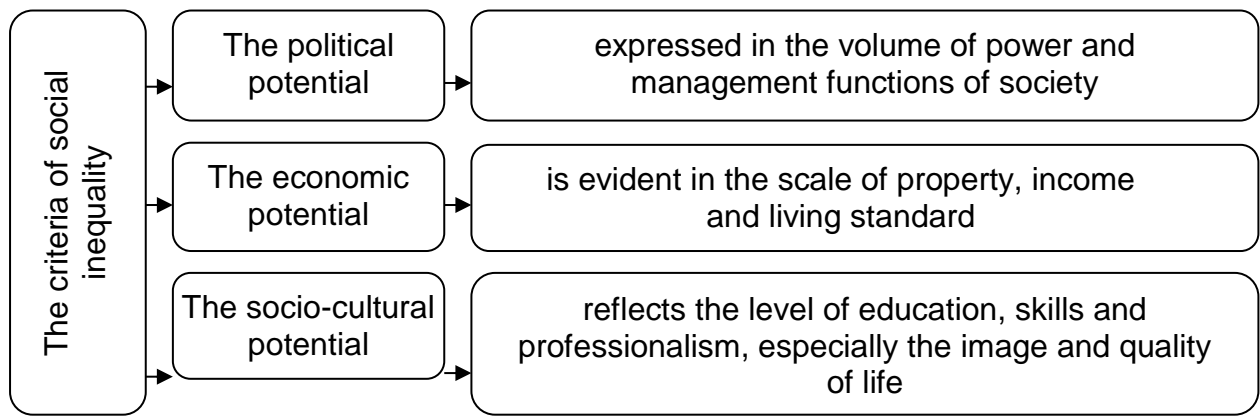 The criteria of social
inequality
The political
potential
expressed in the volume of power and
management functions of society
The economic
potential
is evident in the scale of property, income
and living standard
The socio-cultural
potential
reflects the level of education, skills and
professionalism, especially the image and quality
of life